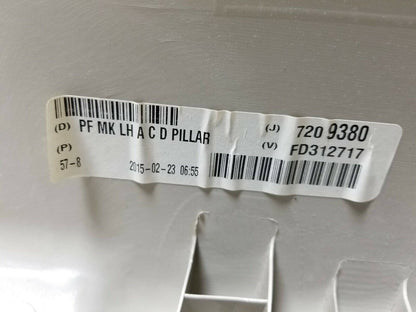 (D) PF MK LH A C D PILLAR (J) 720 9380
(P) (V) FD312717
57-8 2015-02-23 06:55